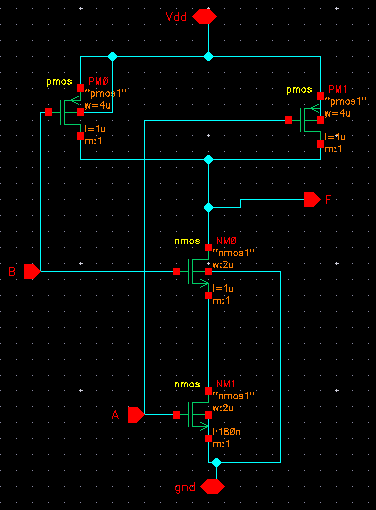 Vdd
pmos PM0
"pmos1"
w=4u
l=1u
m:1
pmos PM1
"pmos1"
w=4u
l=1u
m:1
F
nmos NM0
"nmos1"
w:2u
B
l=1u
m:1
nmos NM1
"nmos1"
w:2u
A
l:180n
m:1
gnd